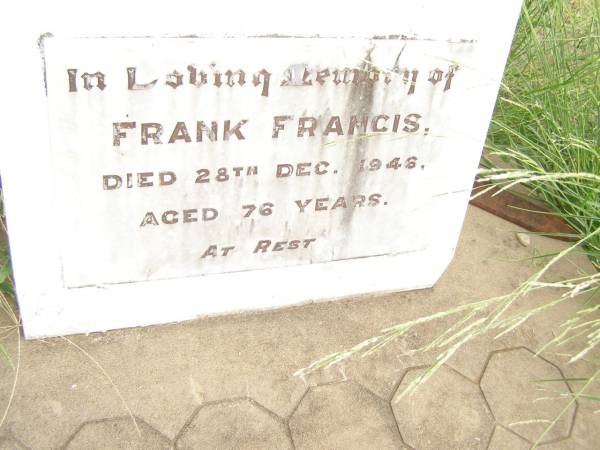 In Loving Memory of
FRANK FRANCIS.
DIED 28TH DEC. 1946,
AGED 76 YEARS.
AT REST